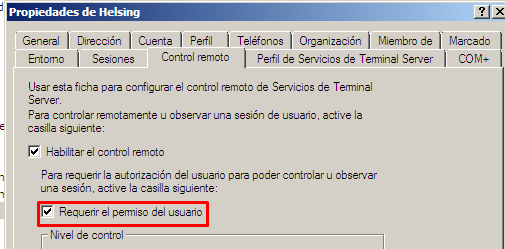 Propiedades de Helsing
General Dirección Cuenta Perfil Teléfonos Organización Miembro de Marcado
Entorno Sesiones Control remoto Perfil de Servicios de Terminal Server COM+
Usar esta ficha para configurar el control remoto de Servicios de Terminal
Server.
Para controlar remotamente u observar una sesión de usuario, active la
casilla siguiente:
Habilitar el control remoto
Para requerir la autorización del usuario para poder controlar u observar
una sesión, active la casilla siguiente:
Requerir el permiso del usuario
Nivel de control